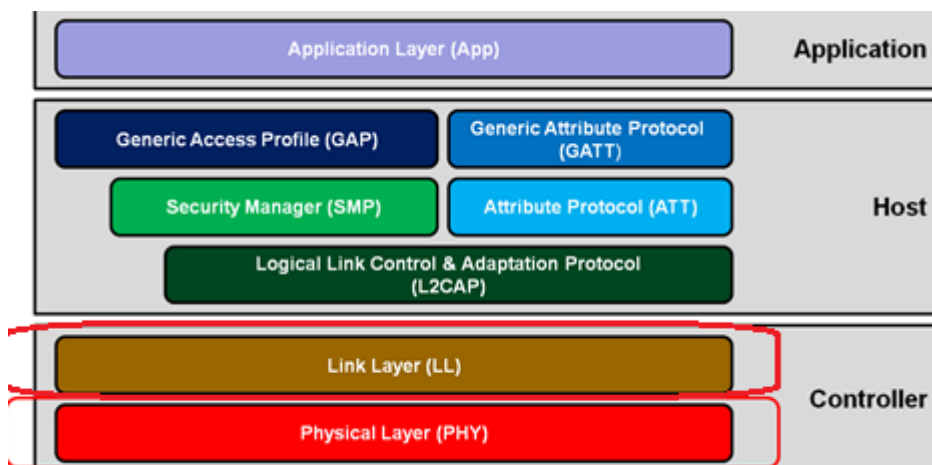 Application Layer (App)
Application
Generic Access Profile (GAP)
Generic Attribute Protocol
(GATT)
Security Manager (SMP)
Attribute Protocol (ATT)
Host
Logical Link Control & Adaptation Protocol
(L2CAP)
Link Layer (LL)
Controller
Physical Layer (PHY)